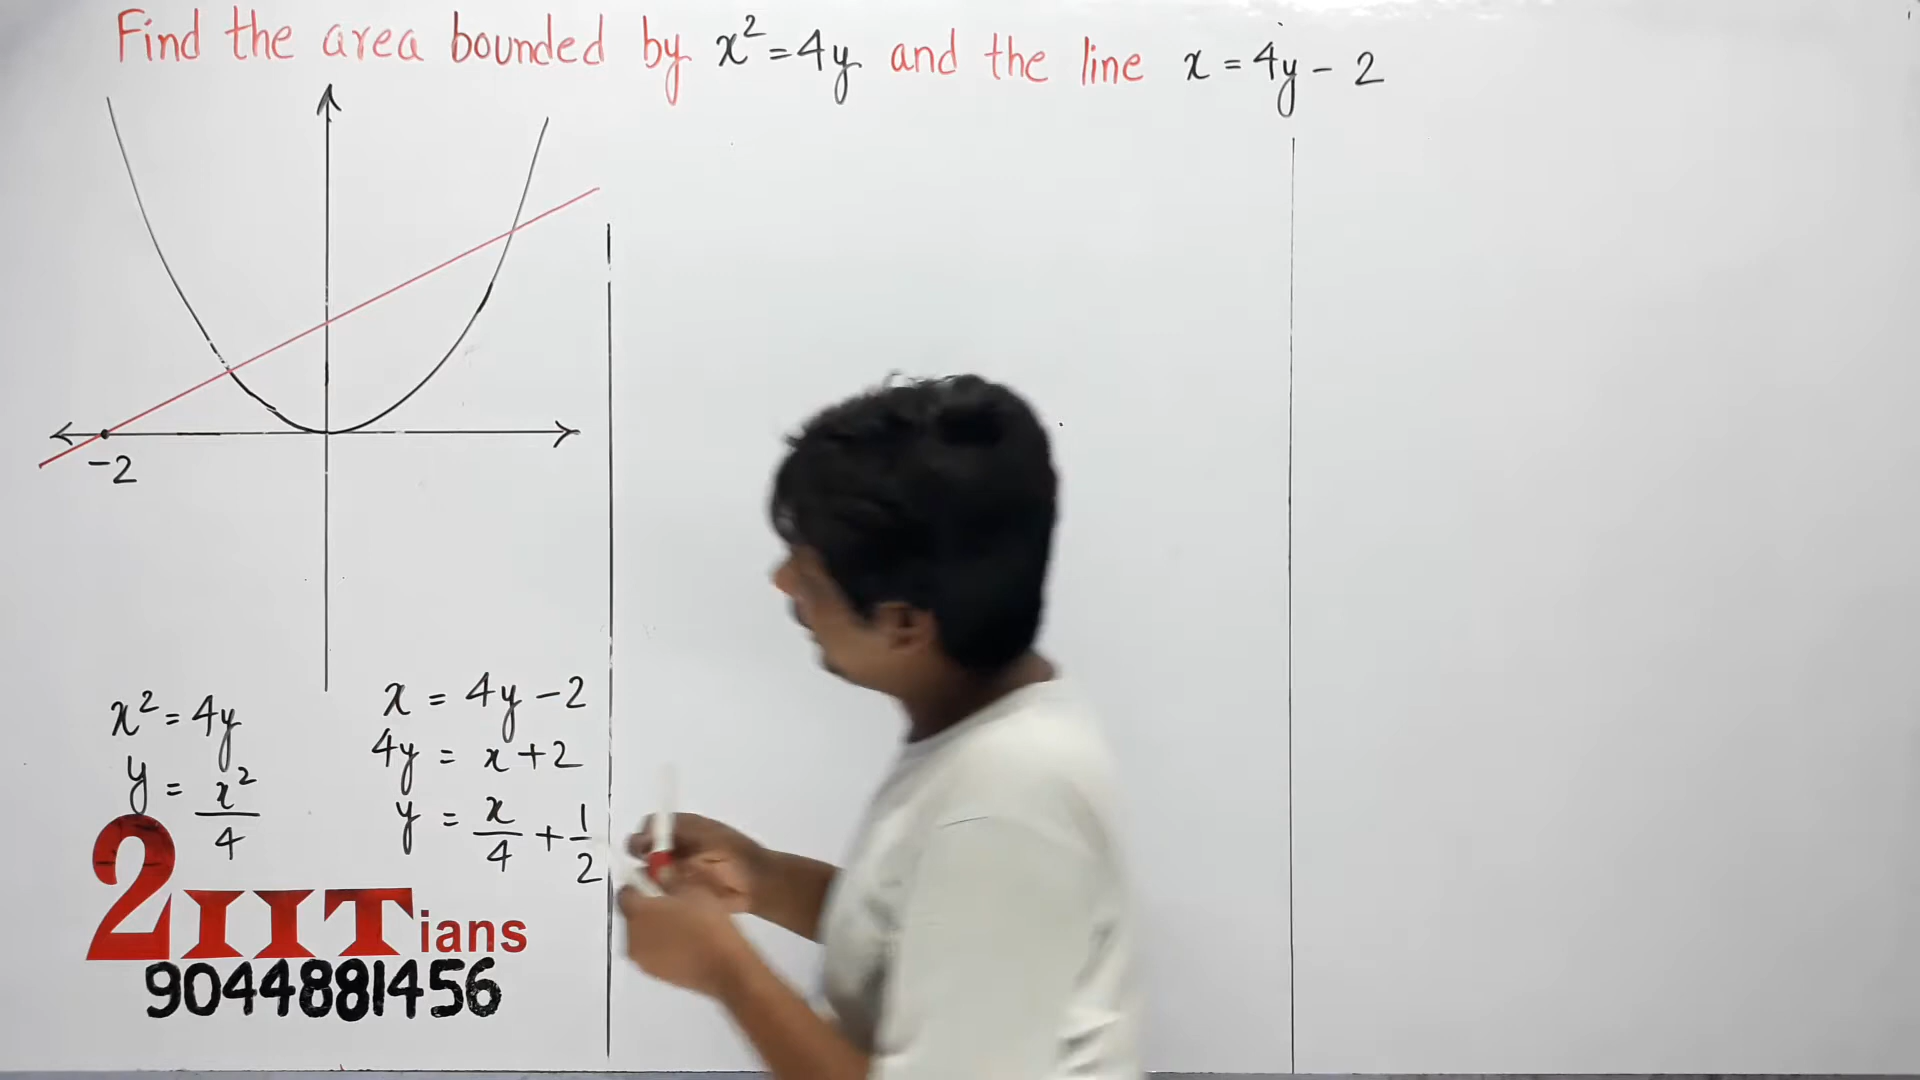 Find the area bounded by x² = 4y and the line x = 4y - 2
-2
x² = 4y
y = x²/4
x = 4y - 2
4y = x + 2
y = x/4 + 1/2
2IITians
9044881456